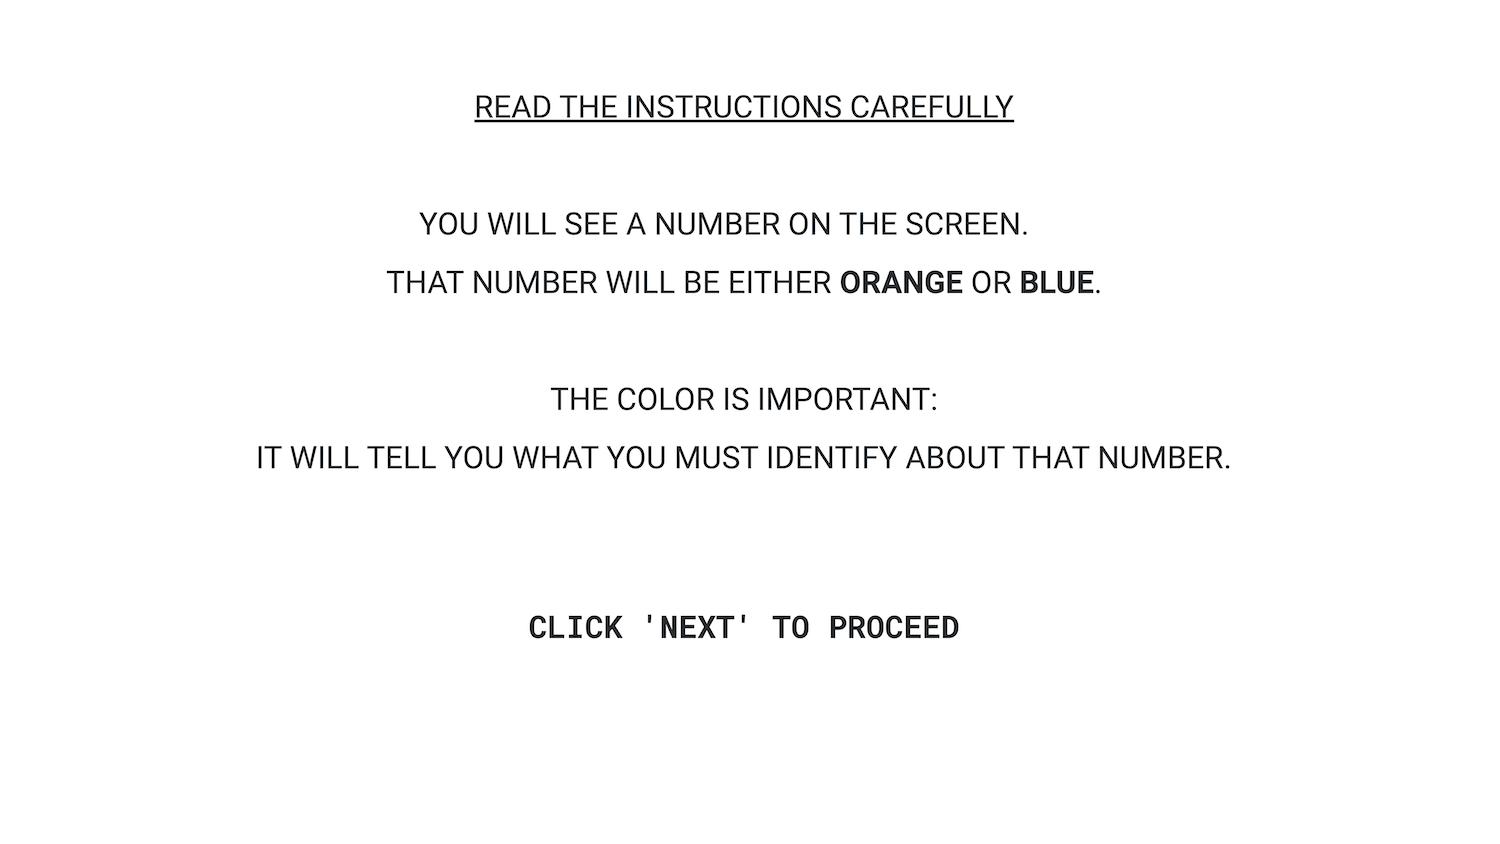 READ THE INSTRUCTIONS CAREFULLY
YOU WILL SEE A NUMBER ON THE SCREEN.
THAT NUMBER WILL BE EITHER ORANGE OR BLUE.
THE COLOR IS IMPORTANT:
IT WILL TELL YOU WHAT YOU MUST IDENTIFY ABOUT THAT NUMBER.
CLICK 'NEXT' TO PROCEED